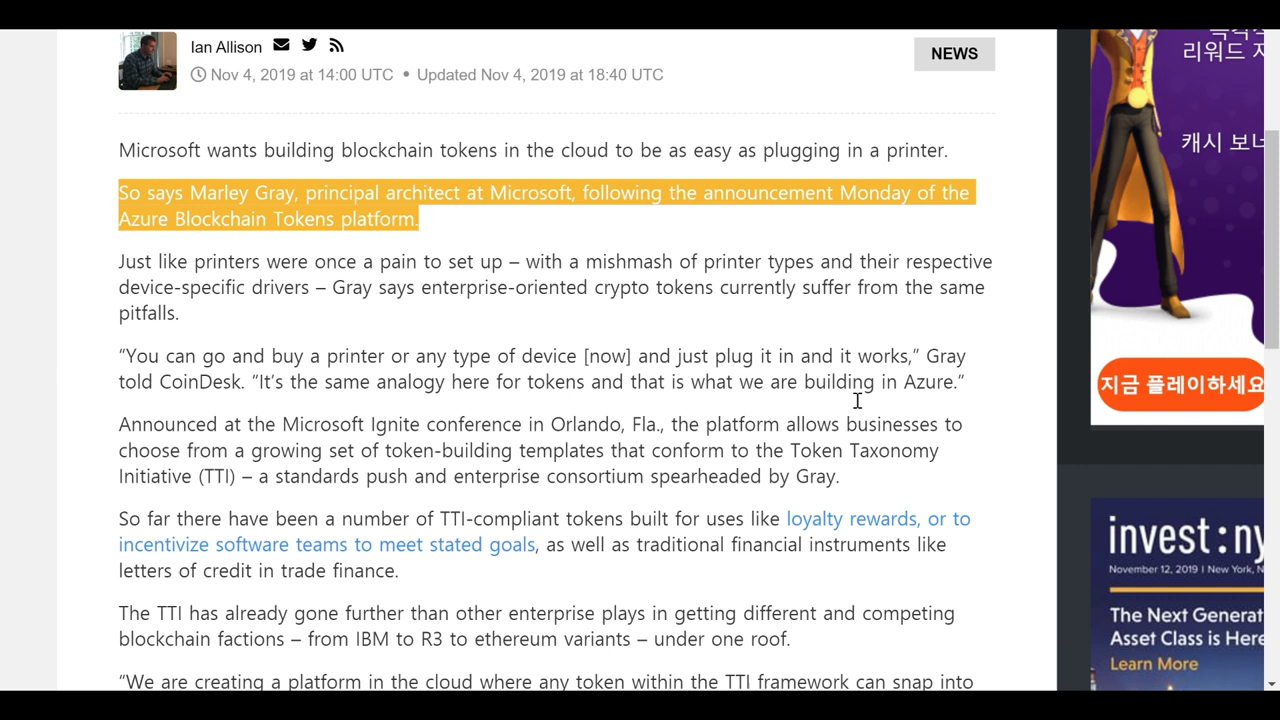 Ian Allison
NEWS
Nov 4, 2019 at 14:00 UTC • Updated Nov 4, 2019 at 18:40 UTC
Microsoft wants building blockchain tokens in the cloud to be as easy as plugging in a printer.
So says Marley Gray, principal architect at Microsoft, following the announcement Monday of the
Azure Blockchain Tokens platform.
Just like printers were once a pain to set up – with a mishmash of printer types and their respective
device-specific drivers – Gray says enterprise-oriented crypto tokens currently suffer from the same
pitfalls.
“You can go and buy a printer or any type of device [now] and just plug it in and it works,” Gray
told CoinDesk. “It’s the same analogy here for tokens and that is what we are building in Azure.”
Announced at the Microsoft Ignite conference in Orlando, Fla., the platform allows businesses to
choose from a growing set of token-building templates that conform to the Token Taxonomy
Initiative (TTI) – a standards push and enterprise consortium spearheaded by Gray.
So far there have been a number of TTI-compliant tokens built for uses like loyalty rewards, or to
incentivize software teams to meet stated goals, as well as traditional financial instruments like
letters of credit in trade finance.
The TTI has already gone further than other enterprise plays in getting different and competing
blockchain factions – from IBM to R3 to ethereum variants – under one roof.
“We are creating a platform in the cloud where any token within the TTI framework can snap into
리워드
캐시 보너
지금 플레이하세요
invest:ny
November 12, 2019 | New York, N
The Next Generat
Asset Class is Here
Learn More